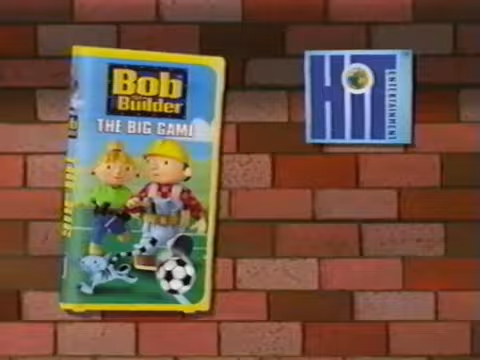 Bob
the
Builder
THE BIG GAME
HiT
ENTERTAINMENT